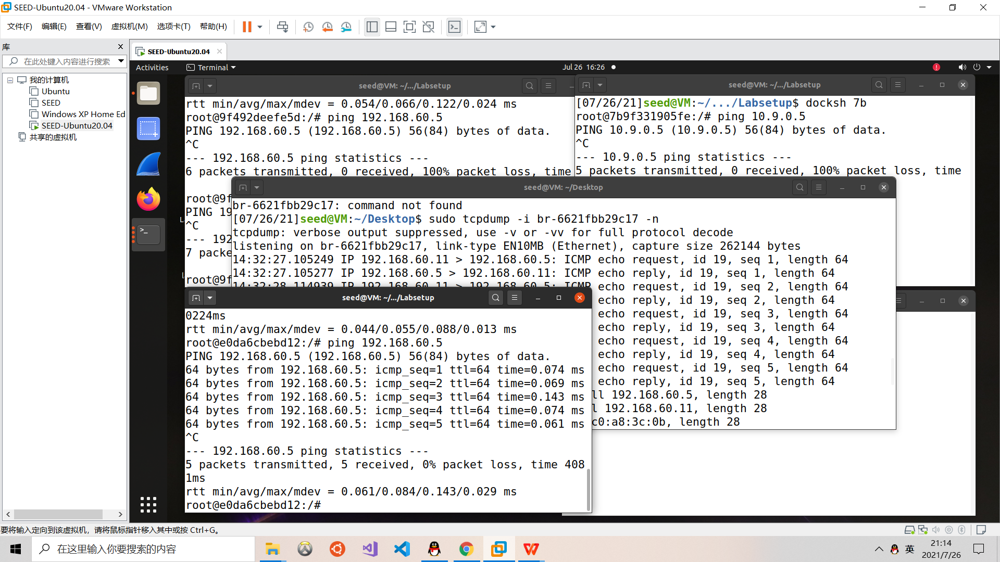 SEED-Ubuntu20.04 - VMware Workstation
文件(F) 编辑(E) 查看(V) 虚拟机(M) 选项卡(T) 帮助(H)
库
在此处键入内容进行搜索
我的计算机
Ubuntu
SEED
Windows XP Home Ed
SEED-Ubuntu20.04
共享的虚拟机
SEED-Ubuntu20.04
Activities
Terminal
Jul 26 16:26
seed@VM: ~/.../Labsetup
rtt min/avg/max/mdev = 0.054/0.066/0.122/0.024 ms
root@9f492deefe5d:/# ping 192.168.60.5
PING 192.168.60.5 (192.168.60.5) 56(84) bytes of data.
^C
--- 192.168.60.5 ping statistics ---
6 packets transmitted, 0 received, 100% packet loss, time
root@9f
PING 19
^C
--- 192
7 packe
root@9f
seed@VM: ~/.../Labsetup
[07/26/21]seed@VM:~/.../Labsetup$ docksh 7b
root@7b9f331905fe:/# ping 10.9.0.5
PING 10.9.0.5 (10.9.0.5) 56(84) bytes of data.
^C
--- 10.9.0.5 ping statistics ---
5 packets transmitted, 0 received, 100% packet loss, time
seed@VM: ~/Desktop
br-6621fbb29c17: command not found
[07/26/21]seed@VM:~/Desktop$ sudo tcpdump -i br-6621fbb29c17 -n
tcpdump: verbose output suppressed, use -v or -vv for full protocol decode
listening on br-6621fbb29c17, link-type EN10MB (Ethernet), capture size 262144 bytes
14:32:27.105249 IP 192.168.60.11 > 192.168.60.5: ICMP echo request, id 19, seq 1, length 64
14:32:27.105277 IP 192.168.60.5 > 192.168.60.11: ICMP echo reply, id 19, seq 1, length 64
14:32:28.114939 IP 192.168.60.11 > 192.168.60.5: ICMP echo request, id 19, seq 2, length 64
echo reply, id 19, seq 2, length 64
echo request, id 19, seq 3, length 64
echo reply, id 19, seq 3, length 64
echo request, id 19, seq 4, length 64
echo reply, id 19, seq 4, length 64
echo request, id 19, seq 5, length 64
echo reply, id 19, seq 5, length 64
ll 192.168.60.5, length 28
l 192.168.60.11, length 28
c0:a8:3c:0b, length 28
seed@VM: ~/.../Labsetup
0224ms
rtt min/avg/max/mdev = 0.044/0.055/0.088/0.013 ms
root@e0da6cbebd12:/# ping 192.168.60.5
PING 192.168.60.5 (192.168.60.5) 56(84) bytes of data.
64 bytes from 192.168.60.5: icmp_seq=1 ttl=64 time=0.074 ms
64 bytes from 192.168.60.5: icmp_seq=2 ttl=64 time=0.069 ms
64 bytes from 192.168.60.5: icmp_seq=3 ttl=64 time=0.143 ms
64 bytes from 192.168.60.5: icmp_seq=4 ttl=64 time=0.074 ms
64 bytes from 192.168.60.5: icmp_seq=5 ttl=64 time=0.061 ms
^C
--- 192.168.60.5 ping statistics ---
5 packets transmitted, 5 received, 0% packet loss, time 408
1ms
rtt min/avg/max/mdev = 0.061/0.084/0.143/0.029 ms
root@e0da6cbebd12:/#
要将输入定向到该虚拟机，请将鼠标指针移入其中或按 Ctrl+G。
在这里输入你要搜索的内容
英
21:14
2021/7/26